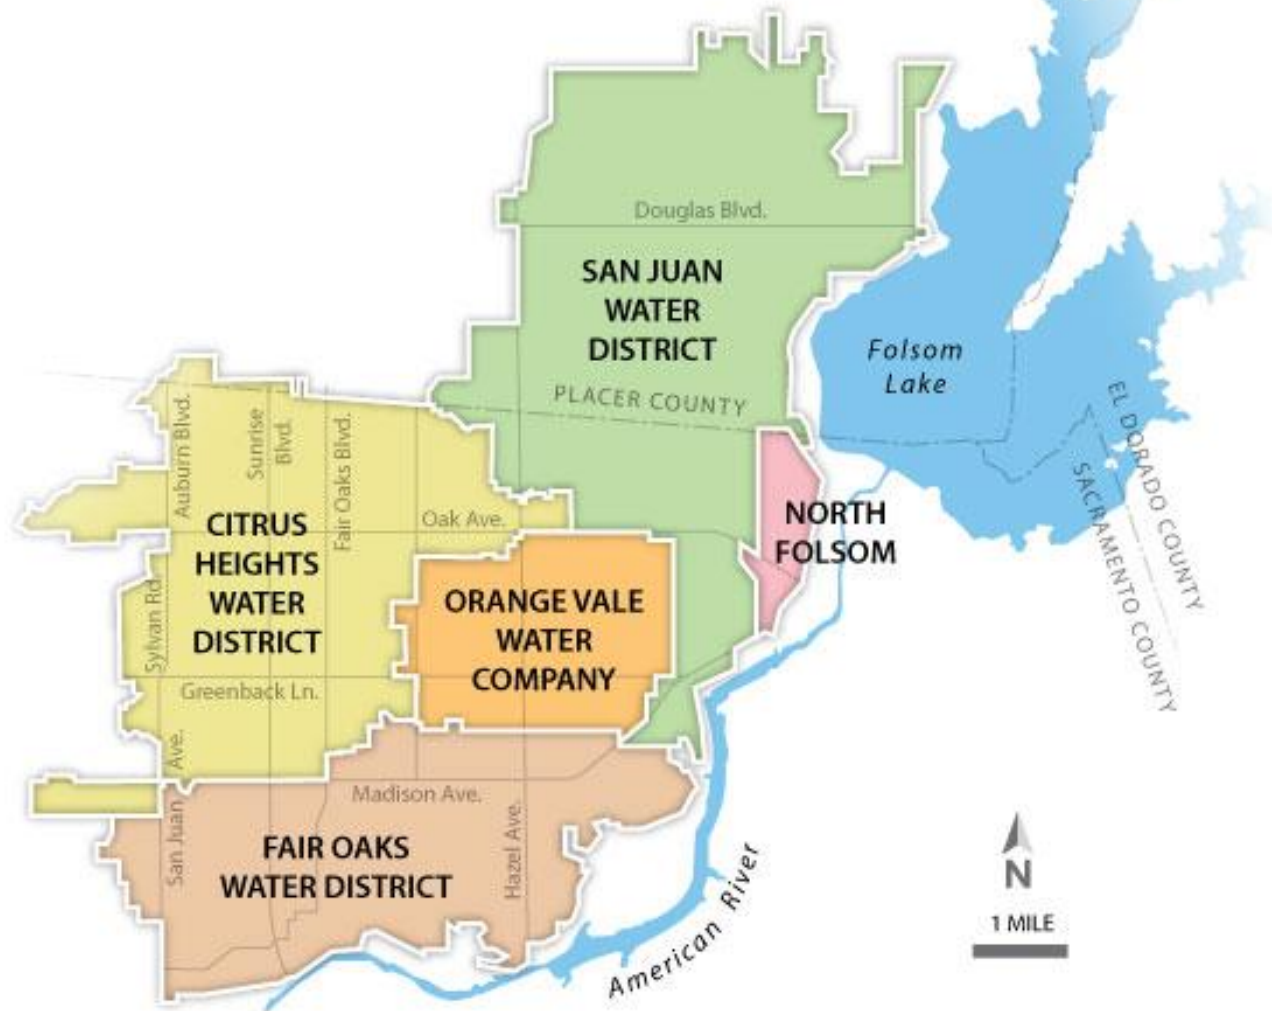 Douglas Blvd.
SAN JUAN
WATER
DISTRICT
Folsom
Lake
PLACER COUNTY
EL DORADO COUNTY
SACRAMENTO COUNTY
Auburn Blvd.
Sunrise
Blvd.
Fair Oaks Blvd.
Oak Ave.
CITRUS
HEIGHTS
WATER
DISTRICT
NORTH
FOLSOM
Sylvan Rd.
ORANGE VALE
WATER
COMPANY
Greenback Ln.
San Juan Ave.
Madison Ave.
Hazel Ave.
FAIR OAKS
WATER DISTRICT
American River
N
1 MILE